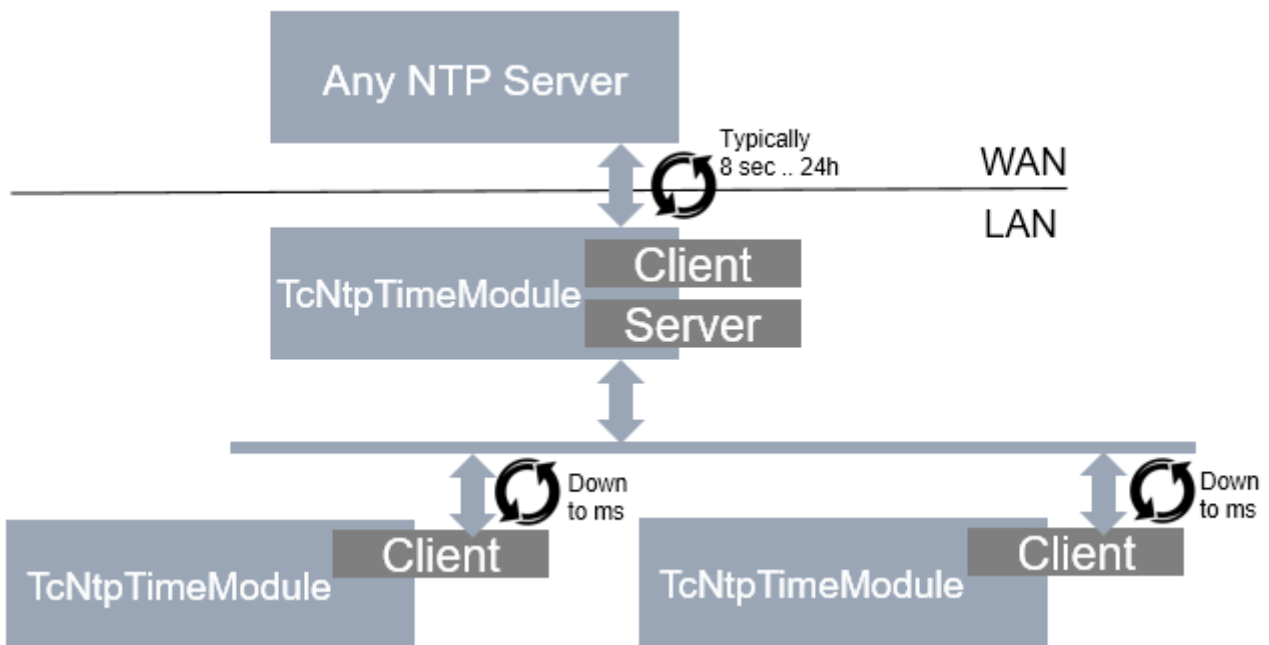 Any NTP Server
Typically
8 sec .. 24h
WAN
LAN
Client
TcNtpTimeModule
Server
Down
to ms
Down
to ms
Client
TcNtpTimeModule
Client
TcNtpTimeModule